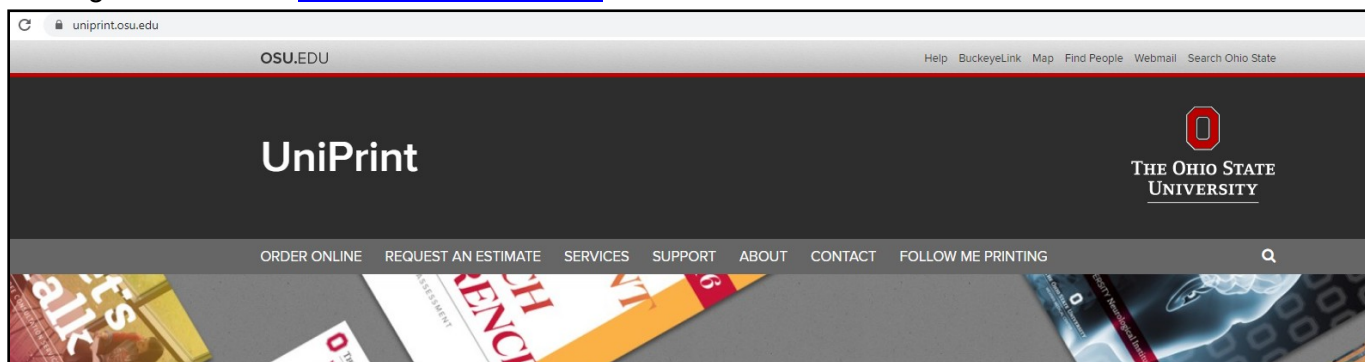 uniprint.osu.edu
OSU.EDU
Help BuckeyeLink Map Find People Webmail Search Ohio State
UniPrint
THE OHIO STATE
UNIVERSITY
ORDER ONLINE REQUEST AN ESTIMATE SERVICES SUPPORT ABOUT CONTACT FOLLOW ME PRINTING
ASSESSMENT